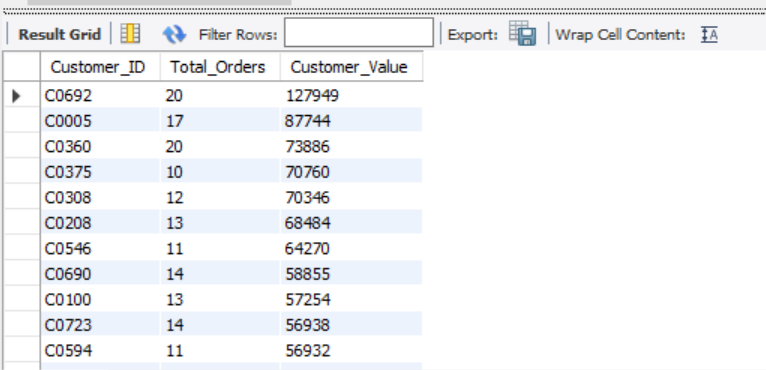 Result Grid Filter Rows: Export: Wrap Cell Content: IA
Customer_ID Total_Orders Customer_Value
C0692 20 127949
C0005 17 87744
C0360 20 73886
C0375 10 70760
C0308 12 70346
C0208 13 68484
C0546 11 64270
C0690 14 58855
C0100 13 57254
C0723 14 56938
C0594 11 56932